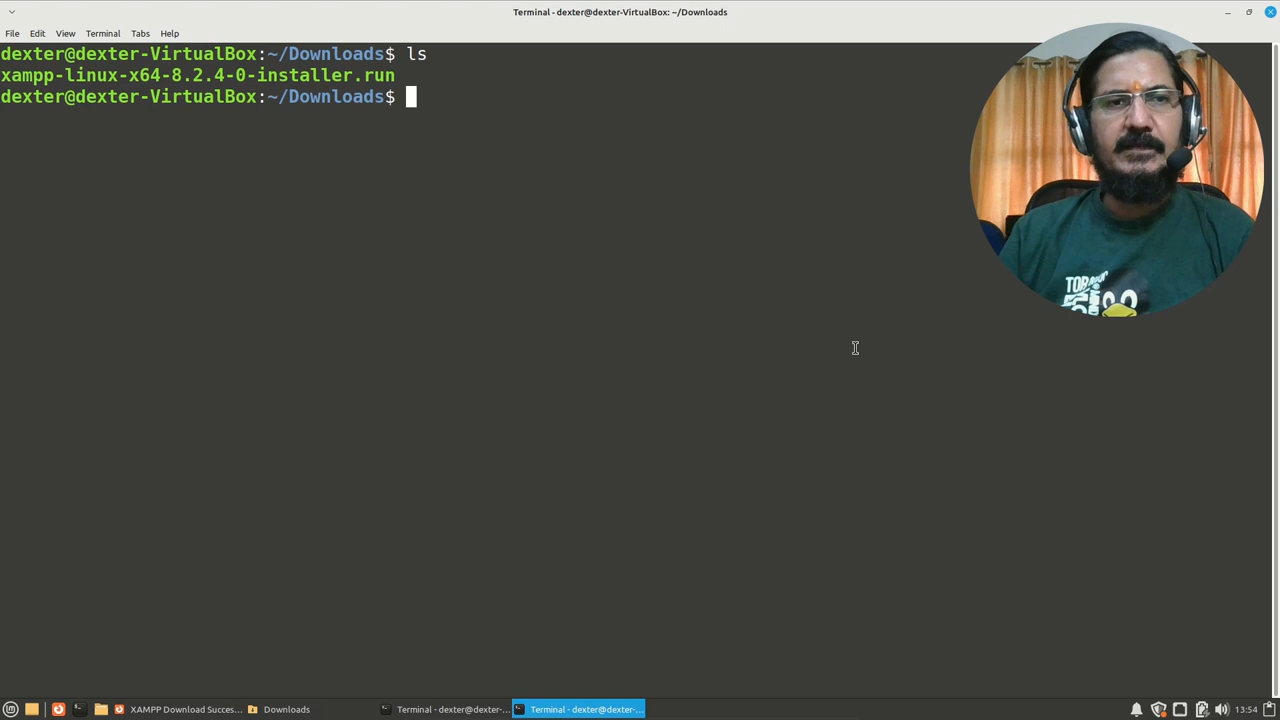 Terminal - dexter@dexter-VirtualBox: ~/Downloads
File Edit View Terminal Tabs Help
dexter@dexter-VirtualBox:~/Downloads$ ls
xampp-linux-x64-8.2.4-0-installer.run
dexter@dexter-VirtualBox:~/Downloads$
XAMPP Download Succes... Downloads Terminal - dexter@dexter-... Terminal - dexter@dexter-... 13:54